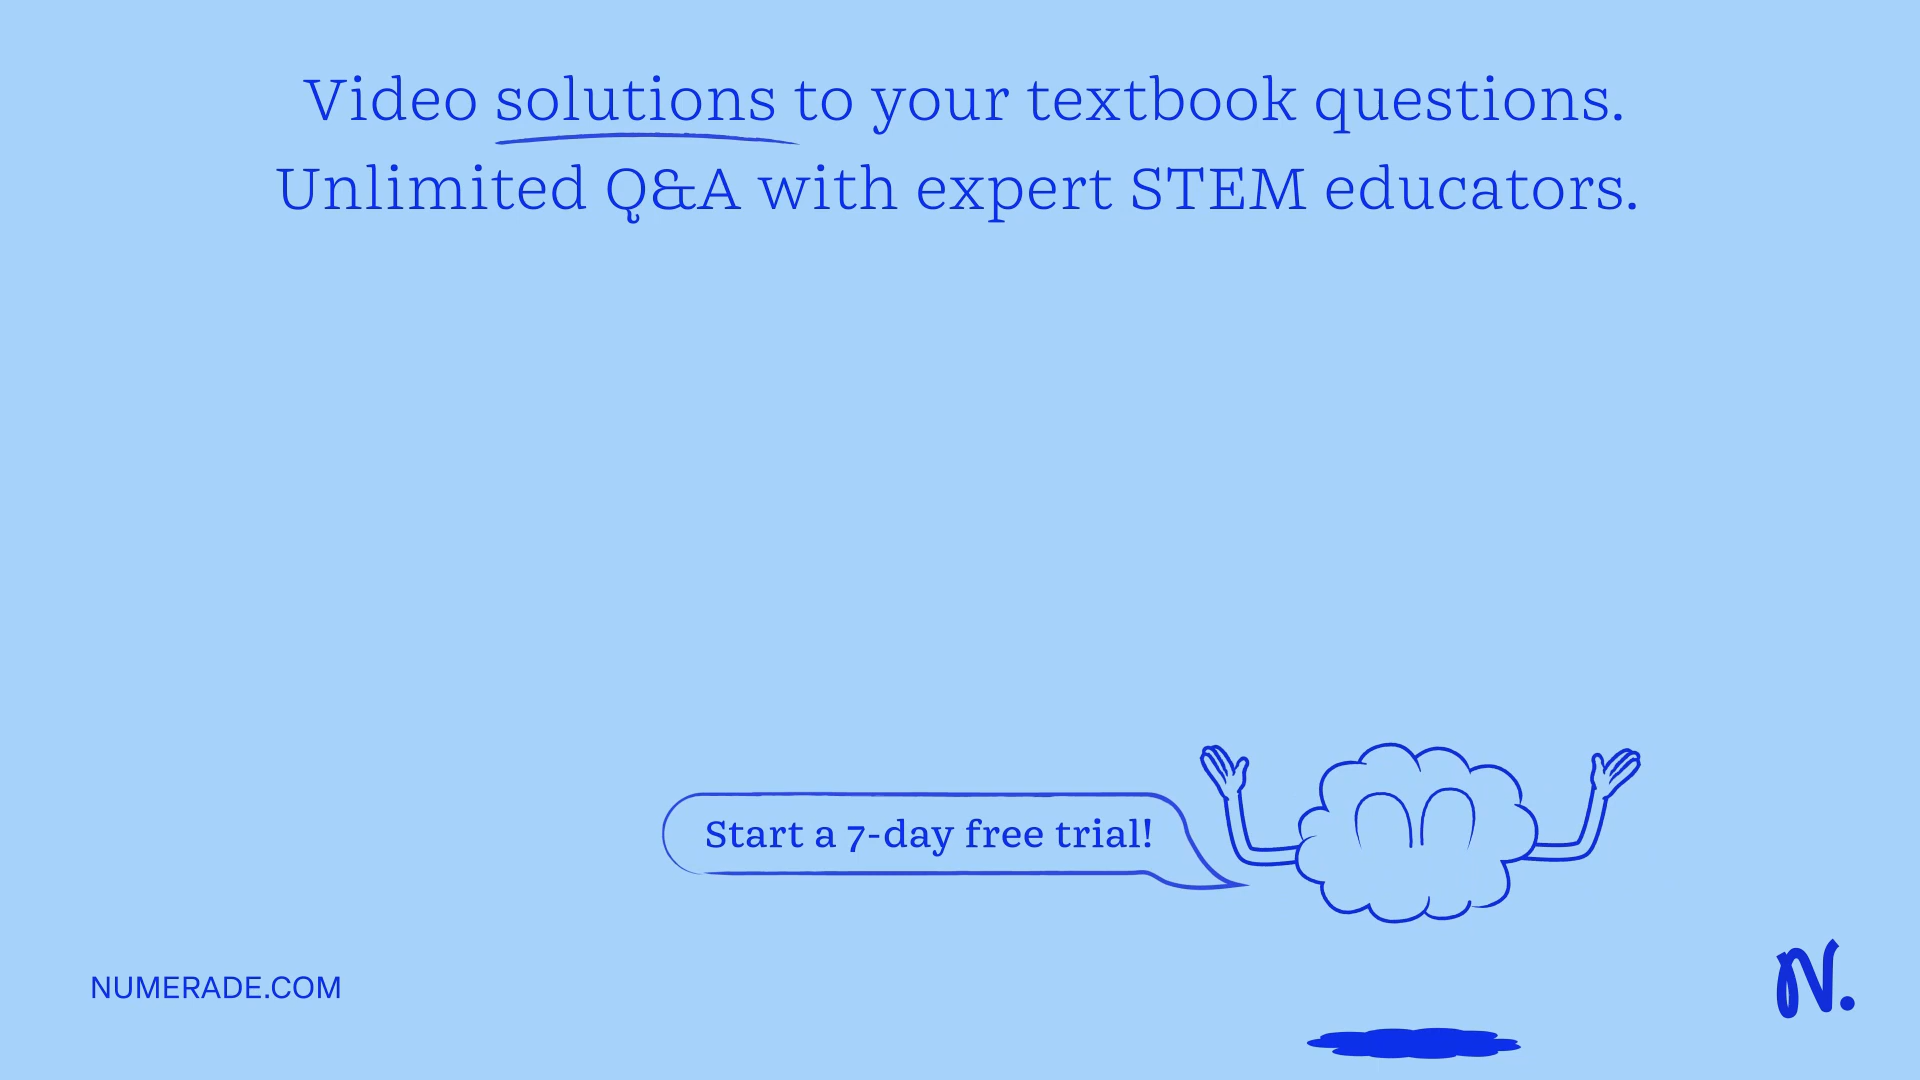 Video solutions to your textbook questions.
Unlimited Q&A with expert STEM educators.
Start a 7-day free trial!
NUMERADE.COM
N.